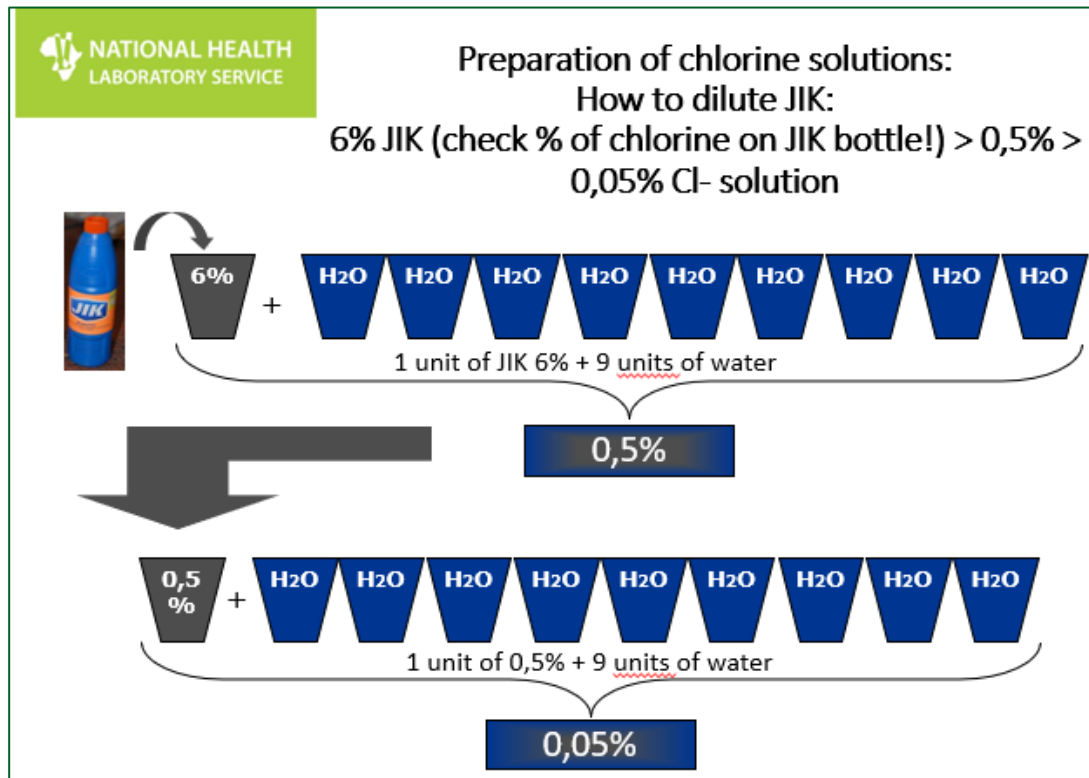 NATIONAL HEALTH
LABORATORY SERVICE
Preparation of chlorine solutions:
How to dilute JIK:
6% JIK (check % of chlorine on JIK bottle!) > 0,5% >
0,05% Cl- solution
JIK
6% + H2O H2O H2O H2O H2O H2O H2O H2O H2O
1 unit of JIK 6% + 9 units of water
0,5%
0,5
% + H2O H2O H2O H2O H2O H2O H2O H2O H2O
1 unit of 0,5% + 9 units of water
0,05%